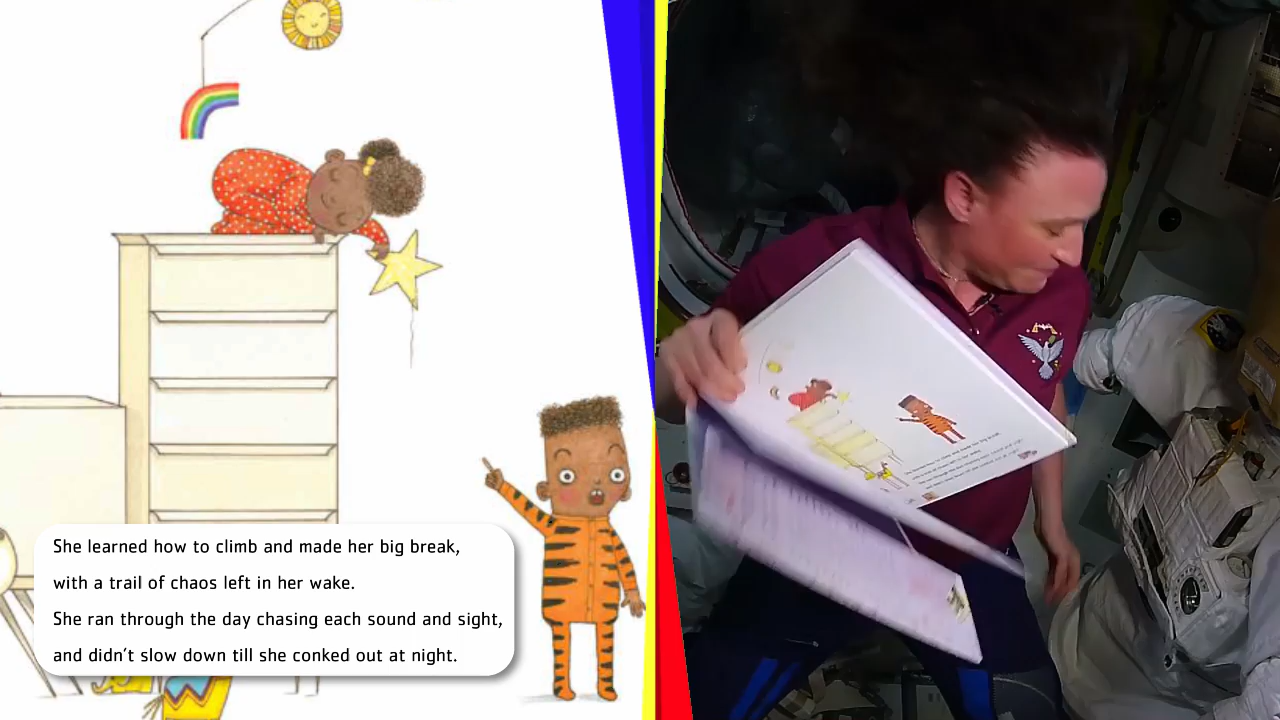 She learned how to climb and made her big break,
with a trail of chaos left in her wake.
She ran through the day chasing each sound and sight,
and didn't slow down till she conked out at night.